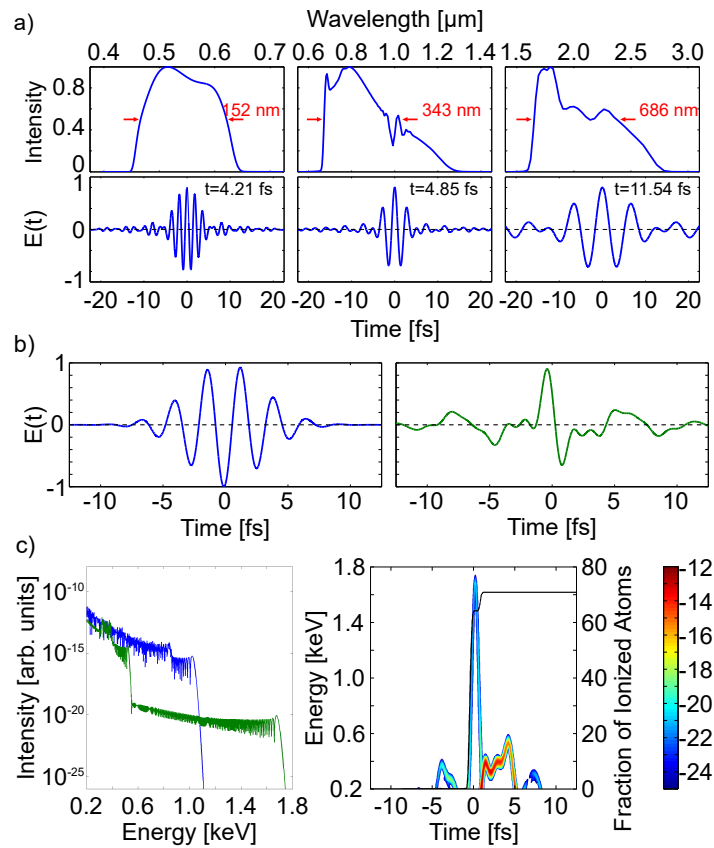 a)
Wavelength [µm]
0.4 0.5 0.6 0.7 0.6 0.8 1.0 1.2 1.4 1.5 2.0 2.5 3.0
Intensity
0.8
0.4
0
152 nm
343 nm
686 nm
E(t)
1
0
-1
t=4.21 fs
t=4.85 fs
t=11.54 fs
-20 -10 0 10 20 -20 -10 0 10 20 -20 -10 0 10 20
Time [fs] Time [fs] Time [fs]
b)
E(t)
1
0
-1
-10 -5 0 5 10 -10 -5 0 5 10
Time [fs] Time [fs]
c)
Intensity [arb. units]
10-10
10-15
10-20
10-25
0.2 0.6 1.0 1.4 1.8
Energy [keV]
Energy [keV]
1.8
1.4
1.0
0.6
0.2
-10 -5 0 5 10
Time [fs]
80
60
40
20
0
Fraction of Ionized Atoms
-12
-14
-16
-18
-20
-22
-24